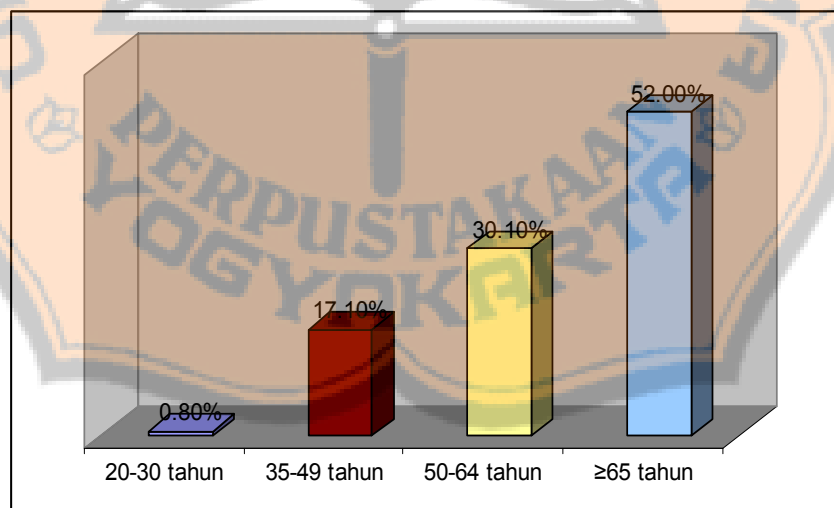 PERPUSTAKAAN
YOGYAKARTA
52.00%
30.10%
17.10%
0.80%
20-30 tahun 35-49 tahun 50-64 tahun ≥65 tahun